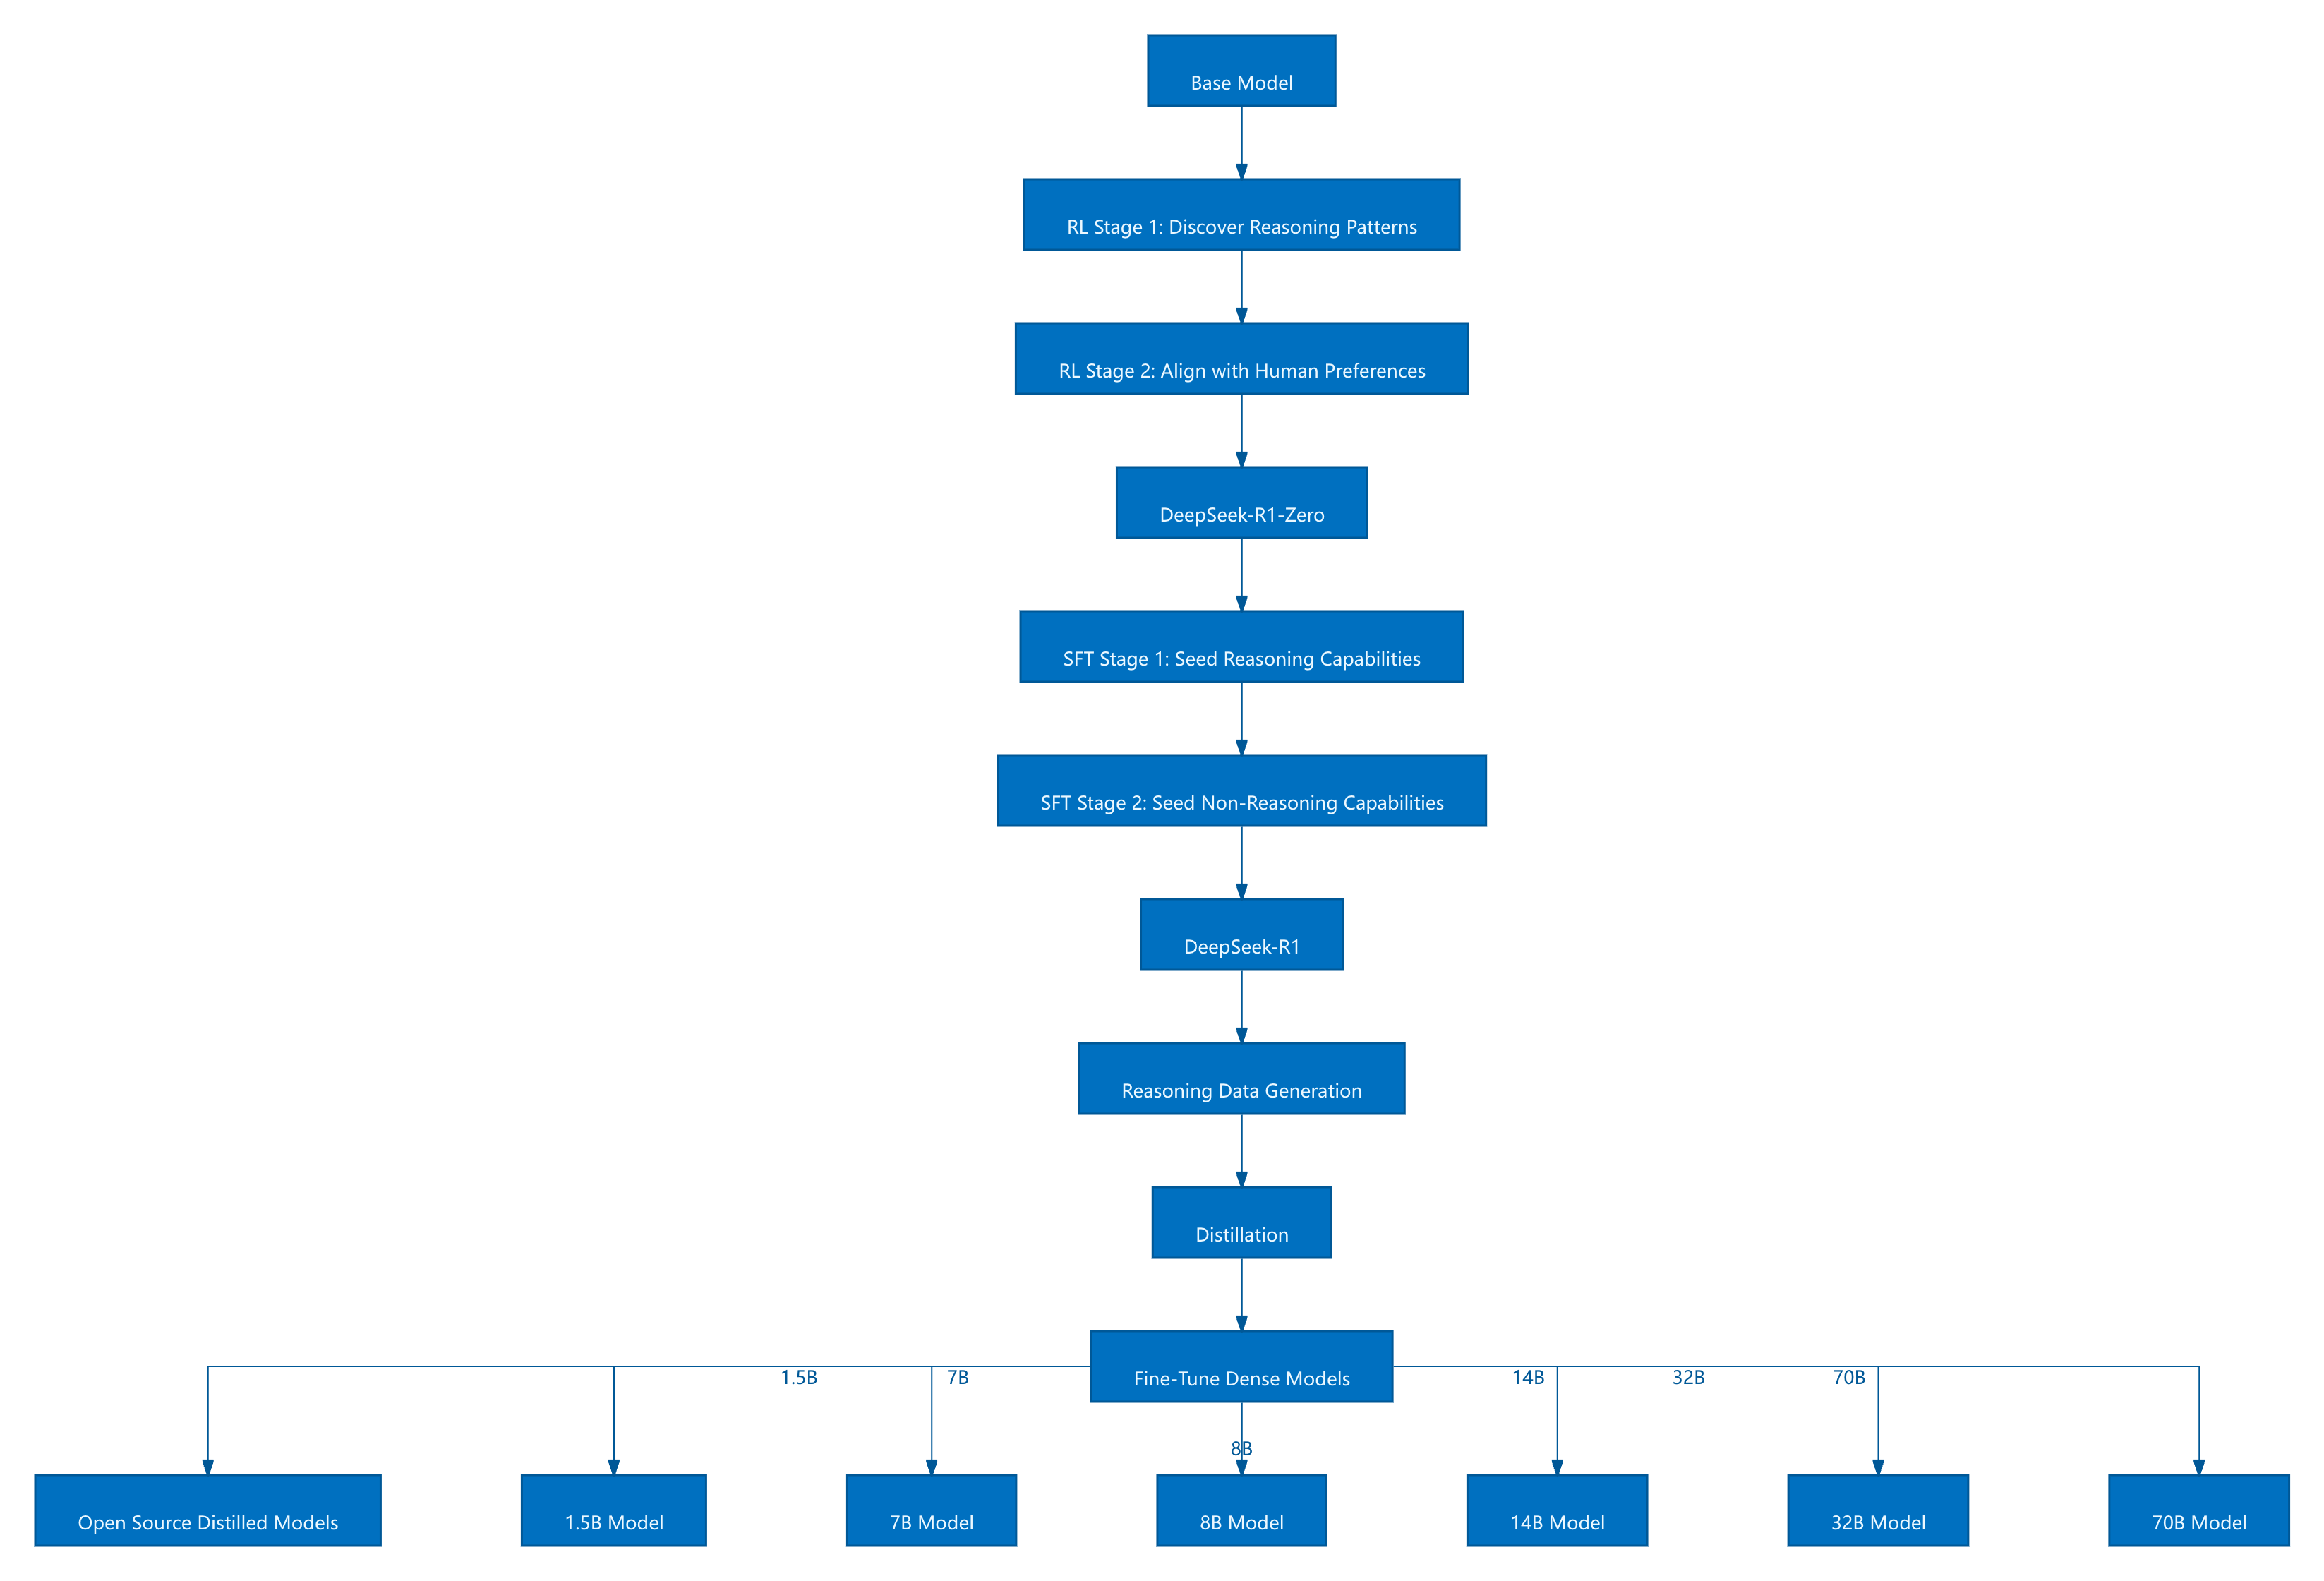 Base Model
RL Stage 1: Discover Reasoning Patterns
RL Stage 2: Align with Human Preferences
DeepSeek-R1-Zero
SFT Stage 1: Seed Reasoning Capabilities
SFT Stage 2: Seed Non-Reasoning Capabilities
DeepSeek-R1
Reasoning Data Generation
Distillation
Fine-Tune Dense Models
1.5B
7B
14B
32B
70B
8B
Open Source Distilled Models
1.5B Model
7B Model
8B Model
14B Model
32B Model
70B Model